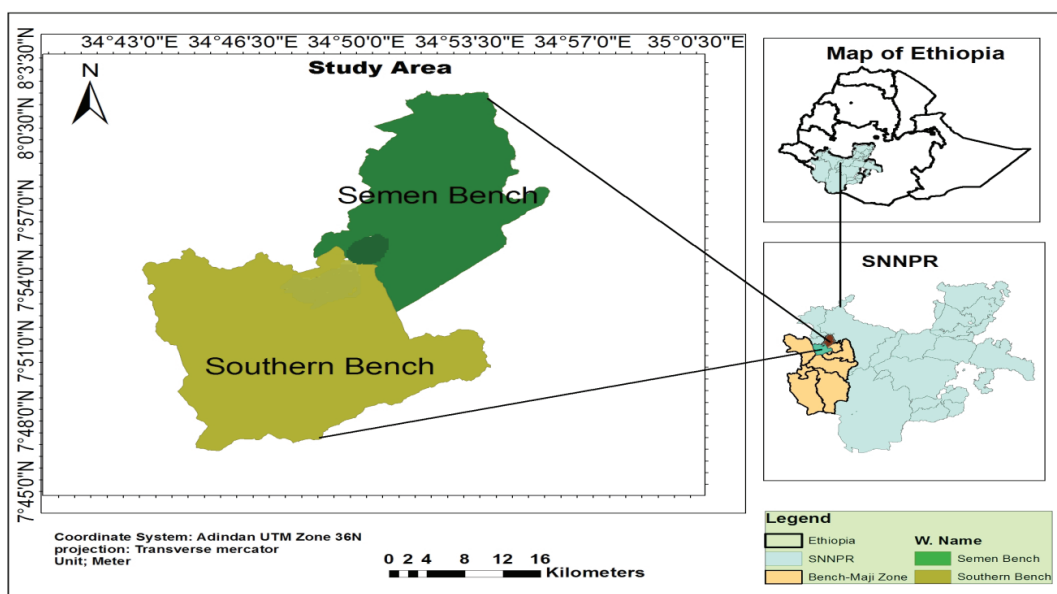 34°43'0"E 34°46'30"E 34°50'0"E 34°53'30"E 34°57'0"E 35°0'30"E
Study Area
N
8°3'30"N
8°0'30"N
7°57'0"N
7°54'0"N
7°51'0"N
7°48'0"N
7°45'0"N
Semen Bench
Southern Bench
Coordinate System: Adindan UTM Zone 36N
projection: Transverse mercator
Unit; Meter
0 2 4 8 12 16
Kilometers
Map of Ethiopia
SNNPR
Legend
Ethiopia
SNNPR
Bench-Maji Zone
W. Name
Semen Bench
Southern Bench